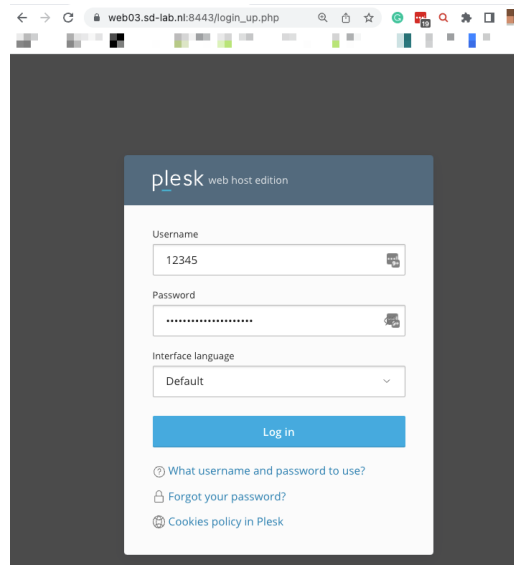 web03.sd-lab.nl:8443/login_up.php
19
plesk web host edition
Username
12345
Password
•••••••••••••••••••••
Interface language
Default
Log in
What username and password to use?
Forgot your password?
Cookies policy in Plesk